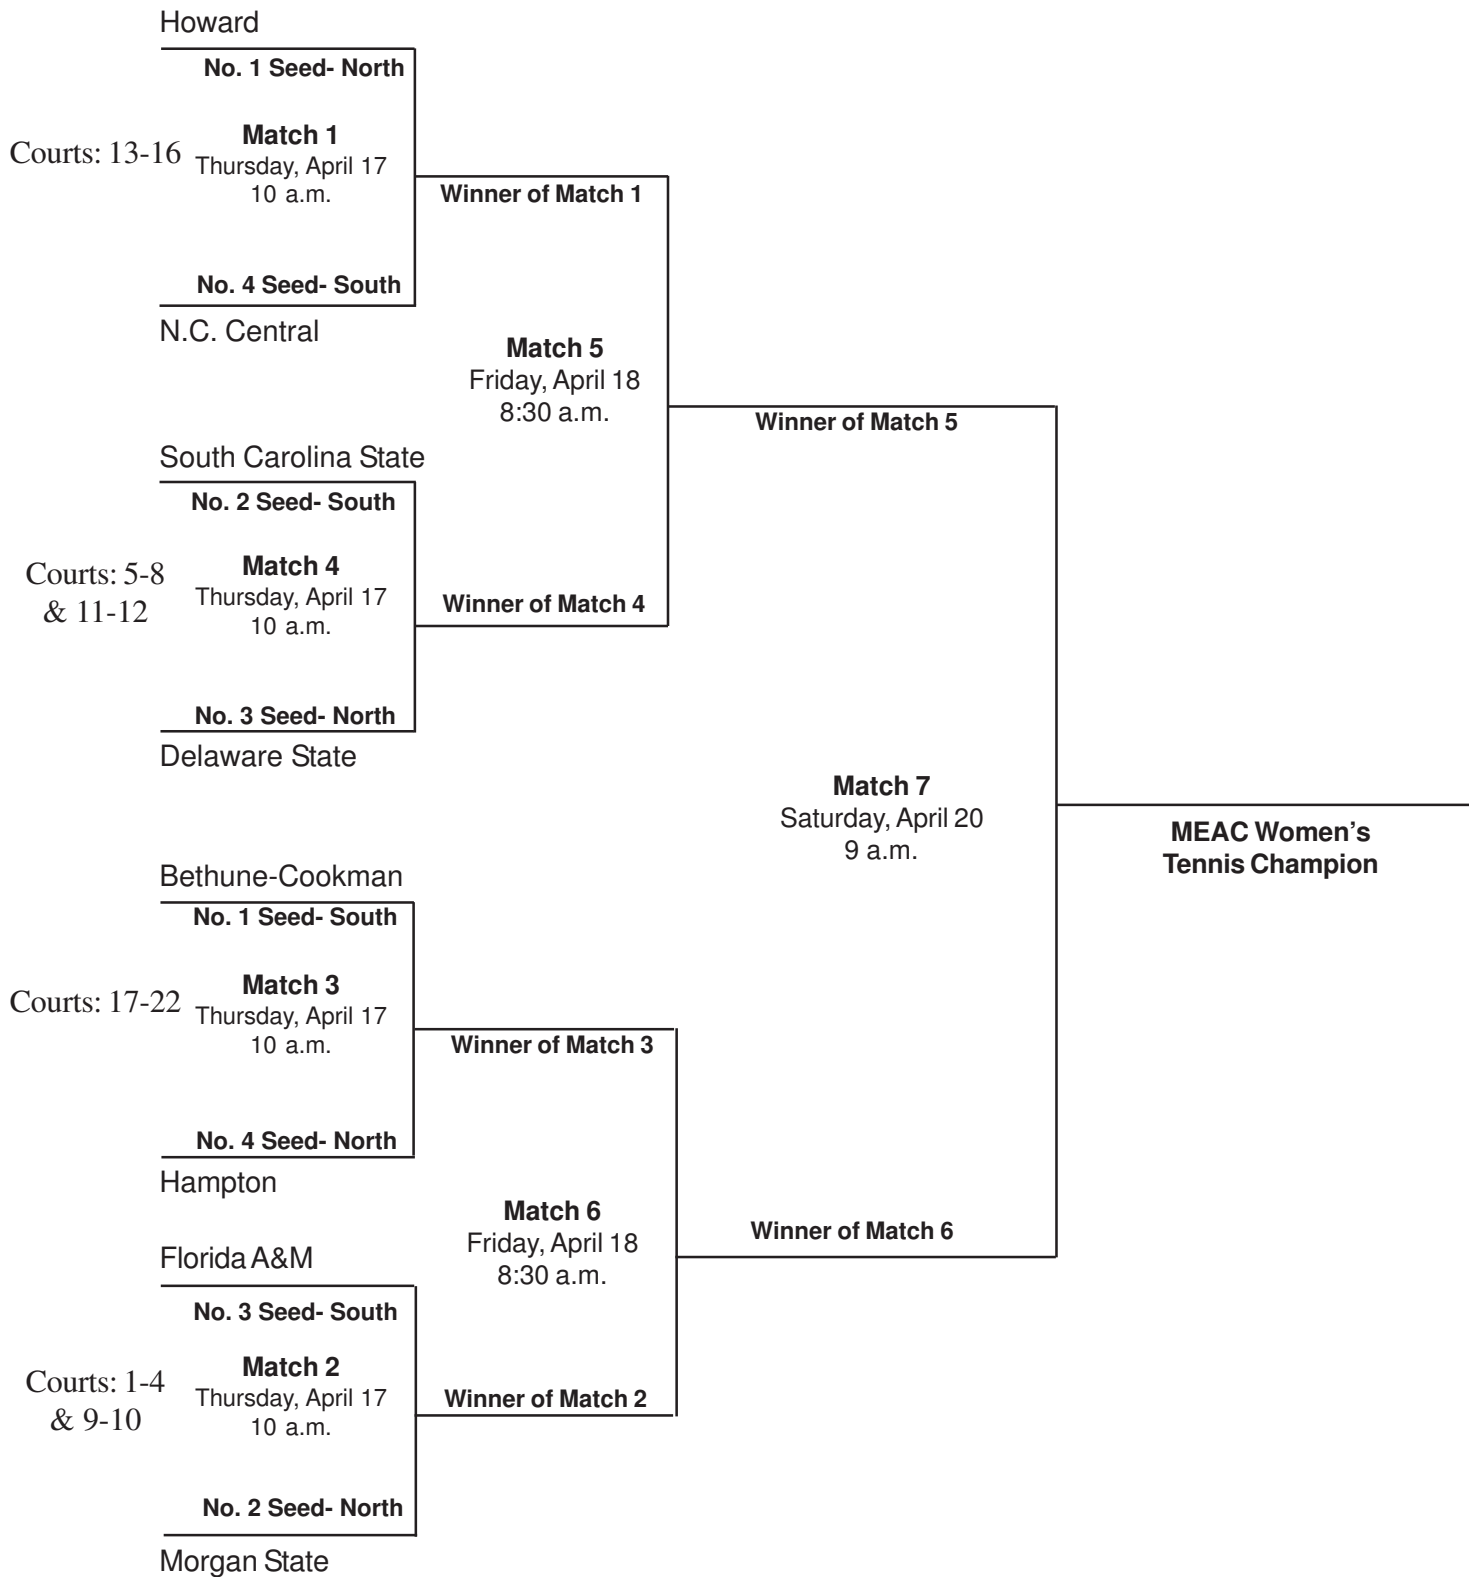 Howard
No. 1 Seed- North
Courts: 13-16
Match 1
Thursday, April 17
10 a.m.
Winner of Match 1
No. 4 Seed- South
N.C. Central
Match 5
Friday, April 18
8:30 a.m.
Winner of Match 5
South Carolina State
No. 2 Seed- South
Courts: 5-8
& 11-12
Match 4
Thursday, April 17
10 a.m.
Winner of Match 4
No. 3 Seed- North
Delaware State
Match 7
Saturday, April 20
9 a.m.
MEAC Women's
Tennis Champion
Bethune-Cookman
No. 1 Seed- South
Courts: 17-22
Match 3
Thursday, April 17
10 a.m.
Winner of Match 3
No. 4 Seed- North
Hampton
Match 6
Friday, April 18
8:30 a.m.
Winner of Match 6
Florida A&M
No. 3 Seed- South
Courts: 1-4
& 9-10
Match 2
Thursday, April 17
10 a.m.
Winner of Match 2
No. 2 Seed- North
Morgan State